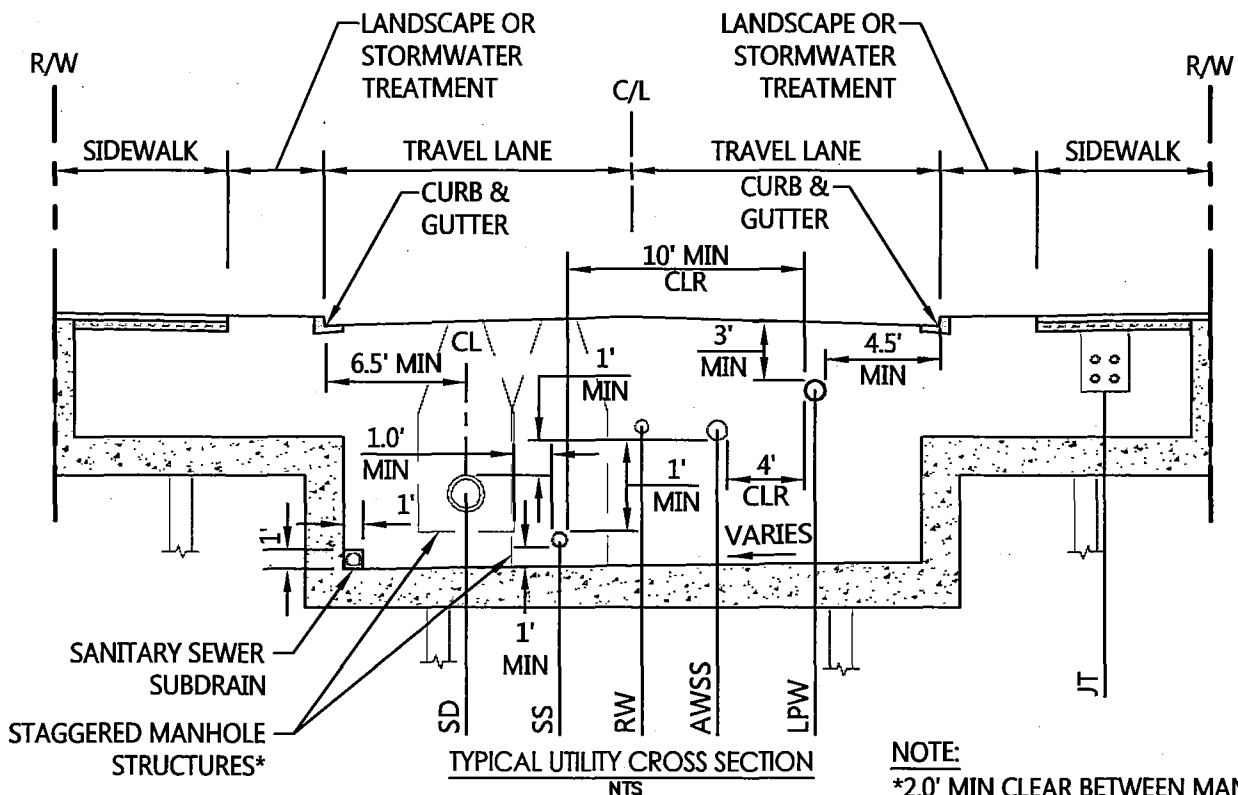 LANDSCAPE OR
STORMWATER
TREATMENT
LANDSCAPE OR
STORMWATER
TREATMENT
R/W
C/L
R/W
SIDEWALK
TRAVEL LANE
TRAVEL LANE
SIDEWALK
CURB &
GUTTER
CURB &
GUTTER
10' MIN
CLR
CL
6.5' MIN
1'
MIN
3'
MIN
4.5'
MIN
1.0'
MIN
1'
MIN
4'
CLR
1'
1'
VARIES
1'
MIN
SANITARY SEWER
SUBDRAIN
STAGGERED MANHOLE
STRUCTURES*
SD
SS
RW
AWSS
LPW
JT
TYPICAL UTILITY CROSS SECTION
NTS
NOTE:
*2.0' MIN CLEAR BETWEEN MAN